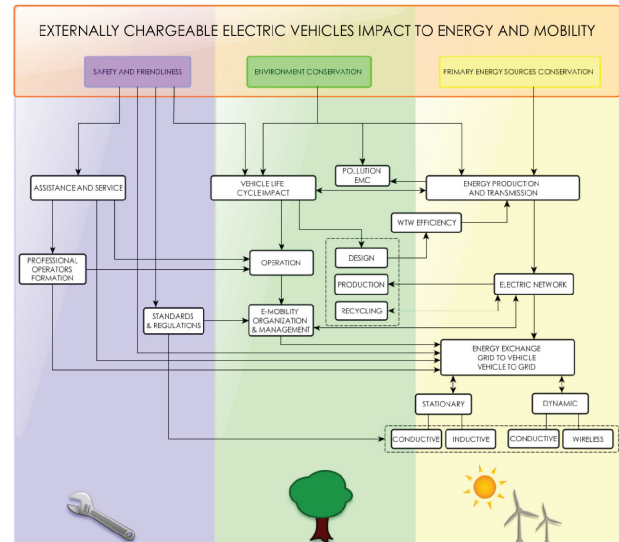 EXTERNALLY CHARGEABLE ELECTRIC VEHICLES IMPACT TO ENERGY AND MOBILITY
SAFETY AND FRIENDLINESS
ENVIRONMENT CONSERVATION
PRIMARY ENERGY SOURCES CONSERVATION
ASSISTANCE AND SERVICE
VEHICLE LIFE
CYCLE IMPACT
POLLUTION
EMC
ENERGY PRODUCTION
AND TRANSMISSION
WTW EFFICIENCY
PROFESSIONAL
OPERATORS
FORMATION
OPERATION
DESIGN
PRODUCTION
RECYCLING
ELECTRIC NETWORK
STANDARDS
& REGULATIONS
E-MOBILITY
ORGANIZATION
& MANAGEMENT
ENERGY EXCHANGE
GRID TO VEHICLE
VEHICLE TO GRID
STATIONARY
DYNAMIC
CONDUCTIVE
INDUCTIVE
CONDUCTIVE
WIRELESS